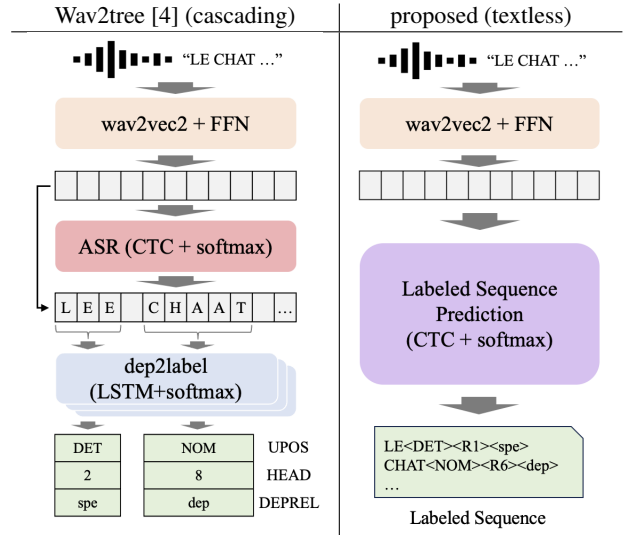 Wav2tree [4] (cascading)
“LE CHAT …”
wav2vec2 + FFN
ASR (CTC + softmax)
L E E C H A A T …
dep2label
(LSTM+softmax)
DET NOM UPOS
2 8 HEAD
spe dep DEPREL
proposed (textless)
“LE CHAT …”
wav2vec2 + FFN
Labeled Sequence
Prediction
(CTC + softmax)
LE<DET><R1><spe>
CHAT<NOM><R6><dep>
…
Labeled Sequence